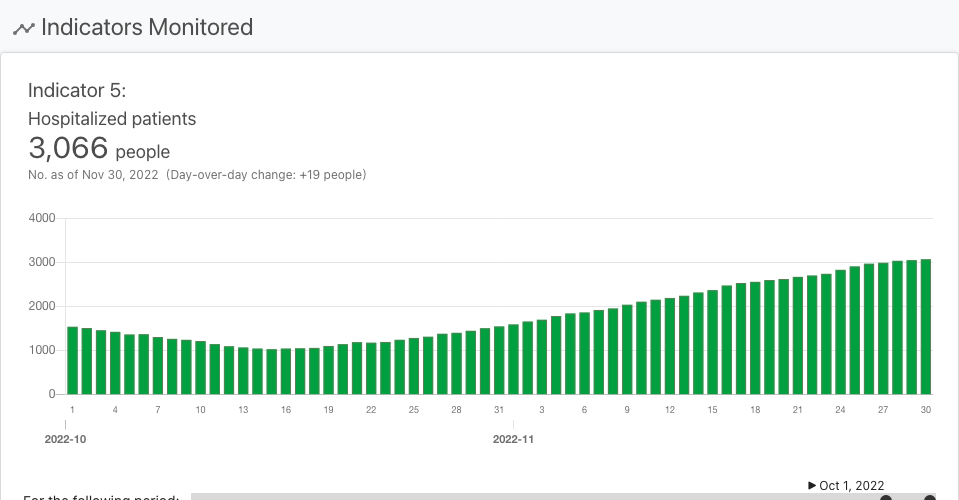 Indicators Monitored
Indicator 5:
Hospitalized patients
3,066 people
No. as of Nov 30, 2022 (Day-over-day change: +19 people)
4000
3000
2000
1000
0
1 4 7 10 13 16 19 22 25 28 31 3 6 9 12 15 18 21 24 27 30
2022-10 2022-11
▶ Oct 1, 2022
For the following period: